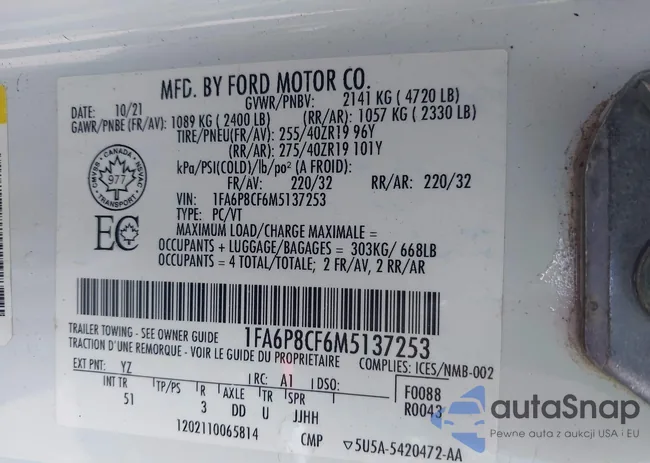 MFD. BY FORD MOTOR CO.
DATE: 10/21 GVWR/PNBV: 2141 KG ( 4720 LB)
GAWR/PNBE (FR/AV): 1089 KG ( 2400 LB) (RR/AR): 1057 KG ( 2330 LB)
TIRE/PNEU(FR/AV): 255/40ZR19 96Y
(RR/AR): 275/40ZR19 101Y
kPa/PSI(COLD)/lb/po² (A FROID):
FR/AV: 220/32 RR/AR: 220/32
CMVSS • CANADA • NSVAC
977
TRANSPORT
VIN: 1FA6P8CF6M5137253
TYPE: PC/VT
MAXIMUM LOAD/CHARGE MAXIMALE =
OCCUPANTS + LUGGAGE/BAGAGES = 303KG/ 668LB
OCCUPANTS = 4 TOTAL/TOTALE; 2 FR/AV, 2 RR/AR
EC
TRAILER TOWING - SEE OWNER GUIDE 1FA6P8CF6M5137253
TRACTION D'UNE REMORQUE - VOIR LE GUIDE DU PROPRIETAIRE COMPLIES: ICES/NMB-002
EXT PNT: YZ RC: A1 DSO: F0088
INT TR TP/PS R AXLE TR SPR R0043
51 3 DD U JJHH
1202110065814 CMP ▽5U5A-5420472-AA
autaSnap
Pewne auta z aukcji USA i EU